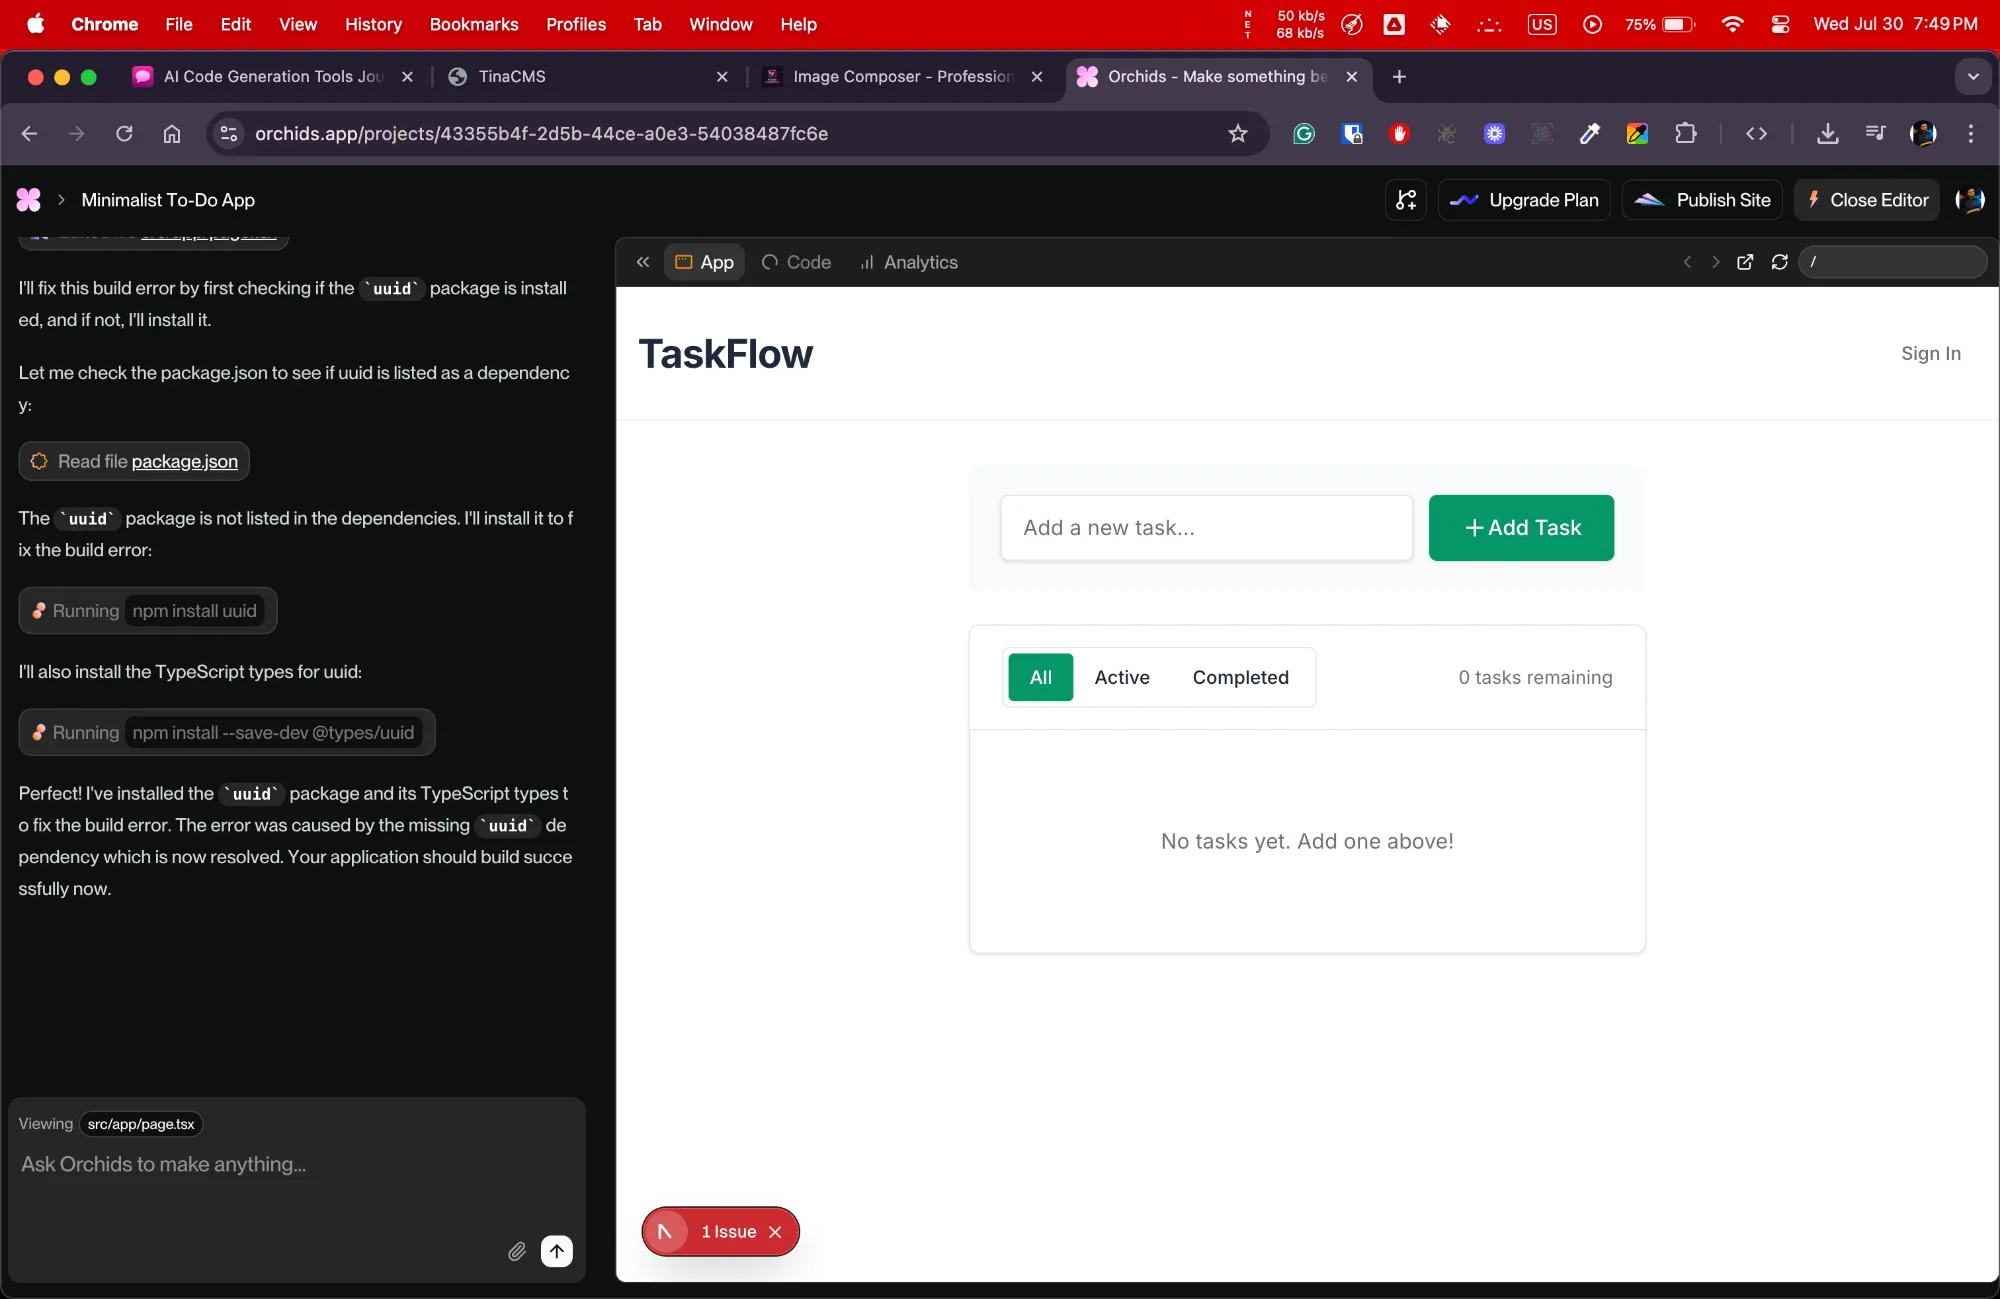 Chrome File Edit View History Bookmarks Profiles Tab Window Help
NET 50 kb/s 68 kb/s US 75% Wed Jul 30 7:49 PM
AI Code Generation Tools Jou
TinaCMS
Image Composer - Profession
Orchids - Make something be
orchids.app/projects/43355b4f-2d5b-44ce-a0e3-54038487fc6e
Minimalist To-Do App
Upgrade Plan
Publish Site
Close Editor
I'll fix this build error by first checking if the `uuid` package is install
ed, and if not, I'll install it.
Let me check the package.json to see if uuid is listed as a dependenc
y:
Read file package.json
The `uuid` package is not listed in the dependencies. I'll install it to f
ix the build error:
Running npm install uuid
I'll also install the TypeScript types for uuid:
Running npm install --save-dev @types/uuid
Perfect! I've installed the `uuid` package and its TypeScript types t
o fix the build error. The error was caused by the missing `uuid` de
pendency which is now resolved. Your application should build succe
ssfully now.
Viewing src/app/page.tsx
Ask Orchids to make anything...
App Code Analytics
/
TaskFlow
Sign In
Add a new task...
+ Add Task
All Active Completed
0 tasks remaining
No tasks yet. Add one above!
1 Issue